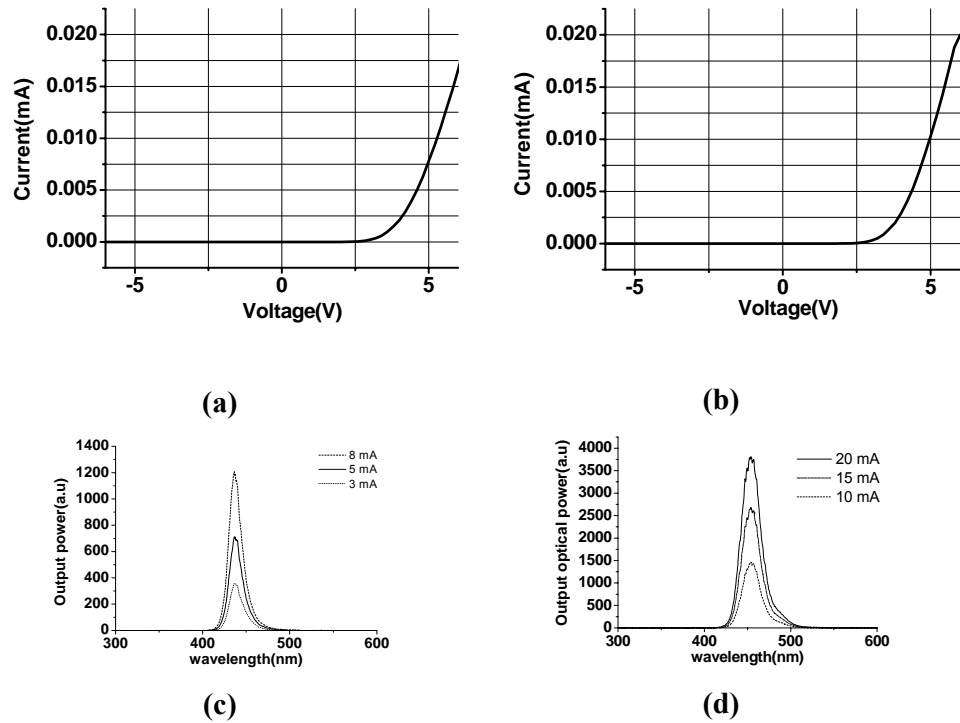 0.020
0.015
0.010
0.005
0.000
Current(mA)
-5 0 5
Voltage(V)
(a)
0.020
0.015
0.010
0.005
0.000
Current(mA)
-5 0 5
Voltage(V)
(b)
1400
1200
1000
800
600
400
200
0
Output power(a.u)
8 mA
5 mA
3 mA
300 400 500 600
wavelength(nm)
(c)
4000
3500
3000
2500
2000
1500
1000
500
0
Output optical power(a.u)
20 mA
15 mA
10 mA
300 400 500 600
wavelength(nm)
(d)